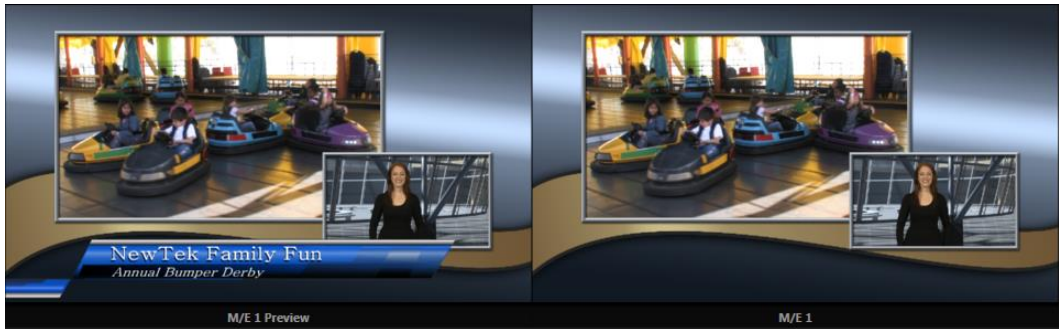 NewTek Family Fun
Annual Bumper Derby
M/E 1 Preview
M/E 1